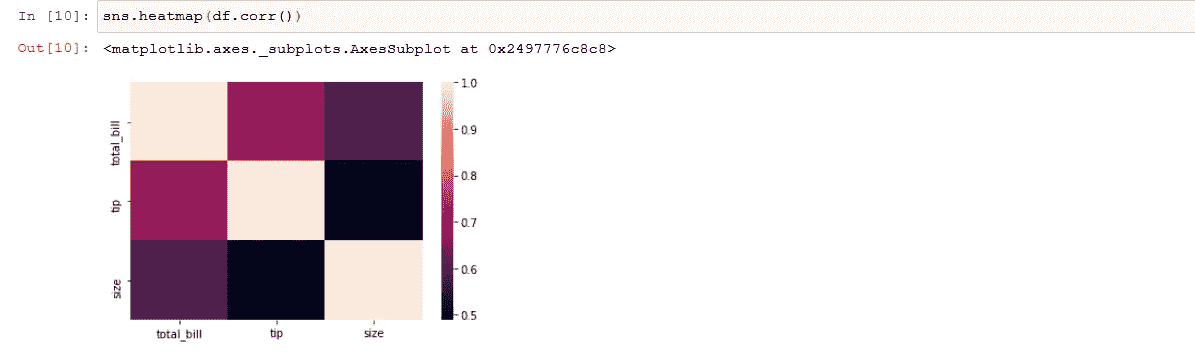 In [10]: sns.heatmap(df.corr())
Out[10]: <matplotlib.axes._subplots.AxesSubplot at 0x2497776c8c8>
1.0
0.9
0.8
0.7
0.6
0.5
total_bill
tip
size
total_bill tip size